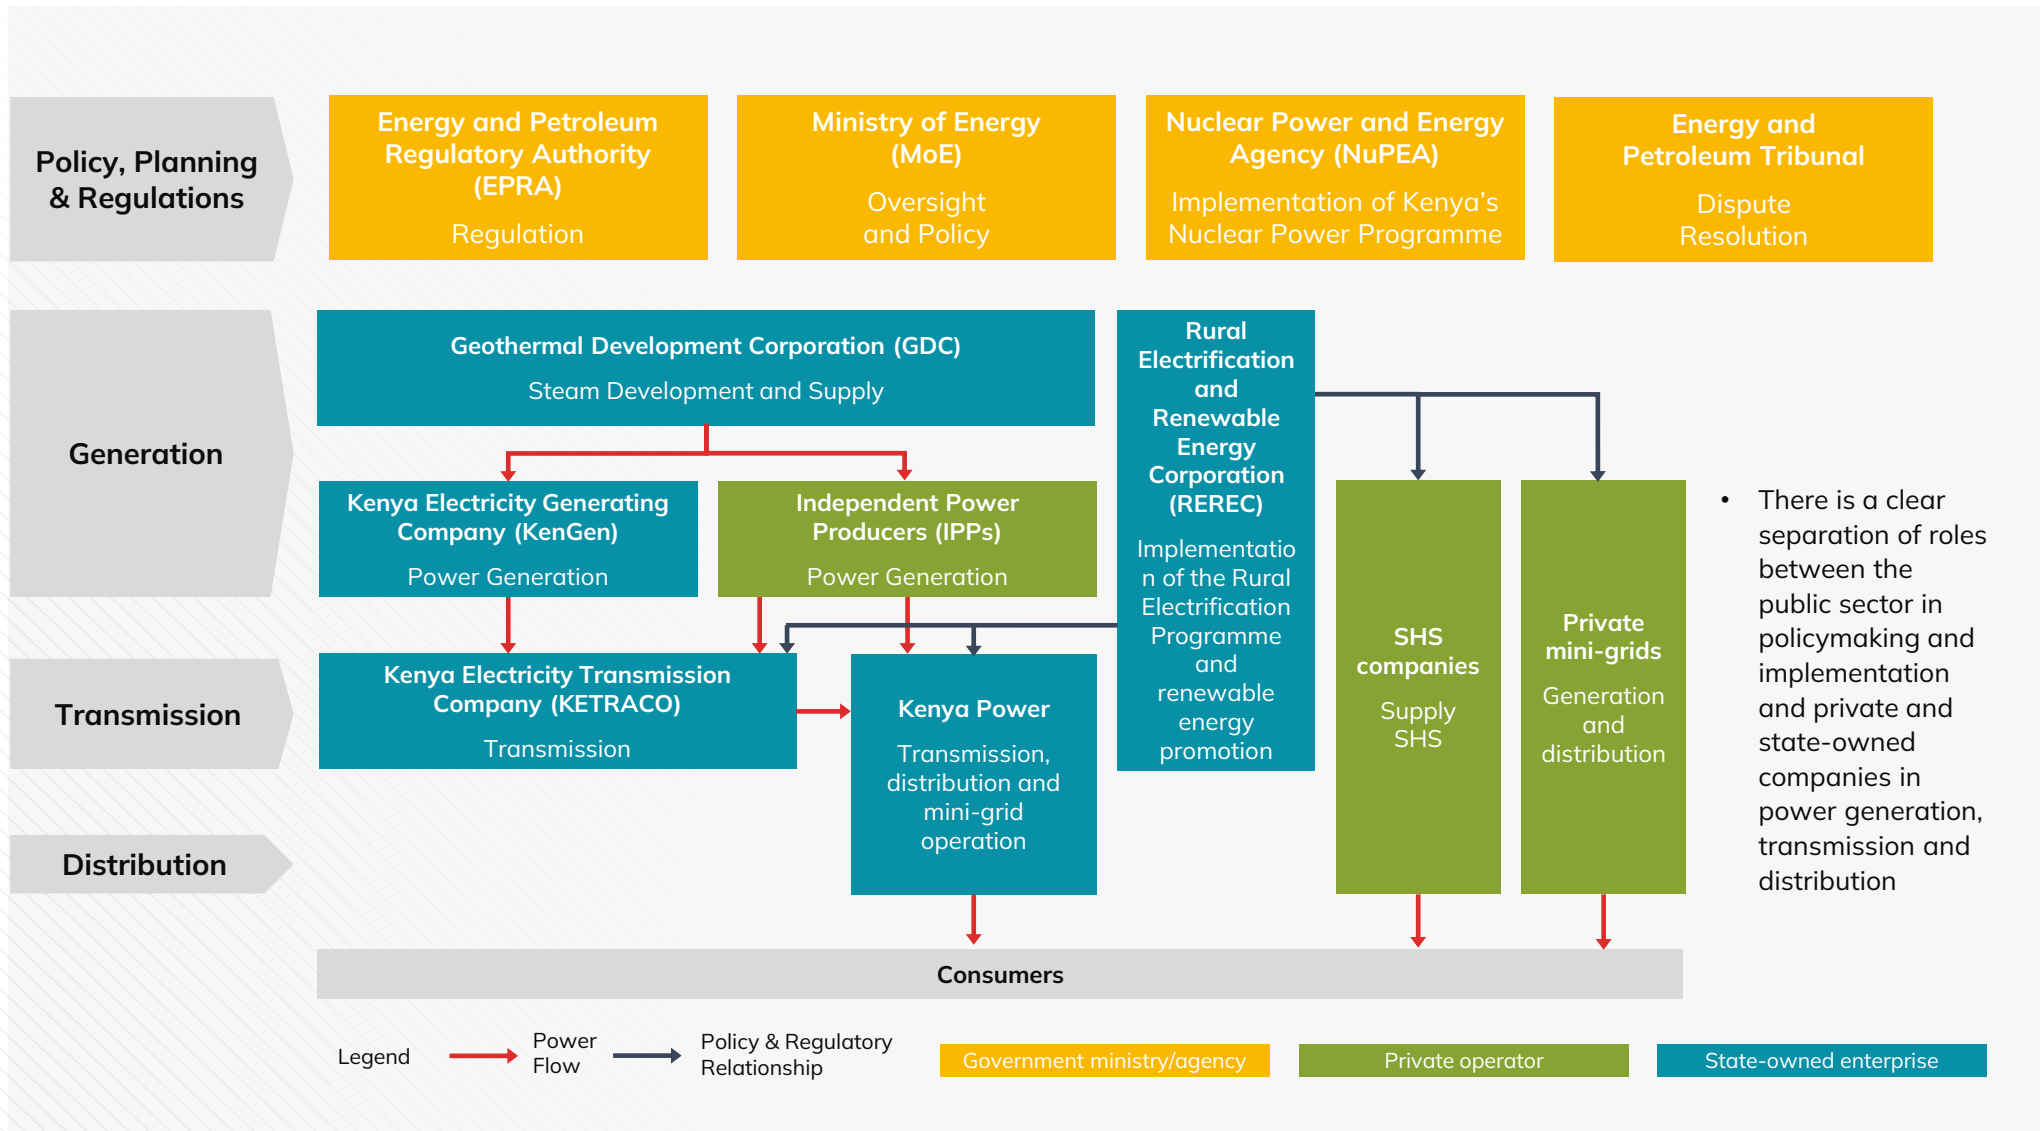 Policy, Planning
& Regulations
Energy and Petroleum
Regulatory Authority
(EPRA)
Regulation
Ministry of Energy
(MoE)
Oversight
and Policy
Nuclear Power and Energy
Agency (NuPEA)
Implementation of Kenya’s
Nuclear Power Programme
Energy and
Petroleum Tribunal
Dispute
Resolution
Generation
Geothermal Development Corporation (GDC)
Steam Development and Supply
Kenya Electricity Generating
Company (KenGen)
Power Generation
Independent Power
Producers (IPPs)
Power Generation
Rural
Electrification
and
Renewable
Energy
Corporation
(REREC)
Implementatio
n of the Rural
Electrification
Programme
and
renewable
energy
promotion
SHS
companies
Supply
SHS
Private
mini-grids
Generation
and
distribution
• There is a clear
separation of roles
between the
public sector in
policymaking and
implementation
and private and
state-owned
companies in
power generation,
transmission and
distribution
Transmission
Kenya Electricity Transmission
Company (KETRACO)
Transmission
Kenya Power
Transmission,
distribution and
mini-grid
operation
Distribution
Consumers
Legend
Power
Flow
Policy & Regulatory
Relationship
Government ministry/agency
Private operator
State-owned enterprise